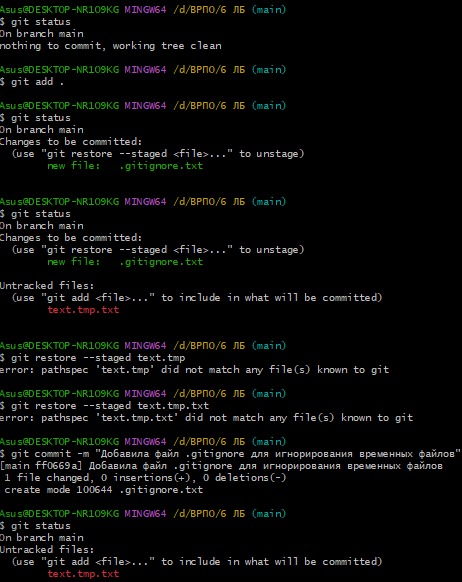 Asus@DESKTOP-NR1O9KG MINGW64 /d/ВРПО/6 ЛБ (main)
$ git status
On branch main
nothing to commit, working tree clean
Asus@DESKTOP-NR1O9KG MINGW64 /d/ВРПО/6 ЛБ (main)
$ git add .
Asus@DESKTOP-NR1O9KG MINGW64 /d/ВРПО/6 ЛБ (main)
$ git status
On branch main
Changes to be committed:
  (use "git restore --staged <file>..." to unstage)
        new file:   .gitignore.txt
Asus@DESKTOP-NR1O9KG MINGW64 /d/ВРПО/6 ЛБ (main)
$ git status
On branch main
Changes to be committed:
  (use "git restore --staged <file>..." to unstage)
        new file:   .gitignore.txt
Untracked files:
  (use "git add <file>..." to include in what will be committed)
        text.tmp.txt
Asus@DESKTOP-NR1O9KG MINGW64 /d/ВРПО/6 ЛБ (main)
$ git restore --staged text.tmp
error: pathspec 'text.tmp' did not match any file(s) known to git
Asus@DESKTOP-NR1O9KG MINGW64 /d/ВРПО/6 ЛБ (main)
$ git restore --staged text.tmp.txt
error: pathspec 'text.tmp.txt' did not match any file(s) known to git
Asus@DESKTOP-NR1O9KG MINGW64 /d/ВРПО/6 ЛБ (main)
$ git commit -m "Добавила файл .gitignore для игнорирования временных файлов"
[main ff0669a] Добавила файл .gitignore для игнорирования временных файлов
 1 file changed, 0 insertions(+), 0 deletions(-)
 create mode 100644 .gitignore.txt
Asus@DESKTOP-NR1O9KG MINGW64 /d/ВРПО/6 ЛБ (main)
$ git status
On branch main
Untracked files:
  (use "git add <file>..." to include in what will be committed)
        text.tmp.txt